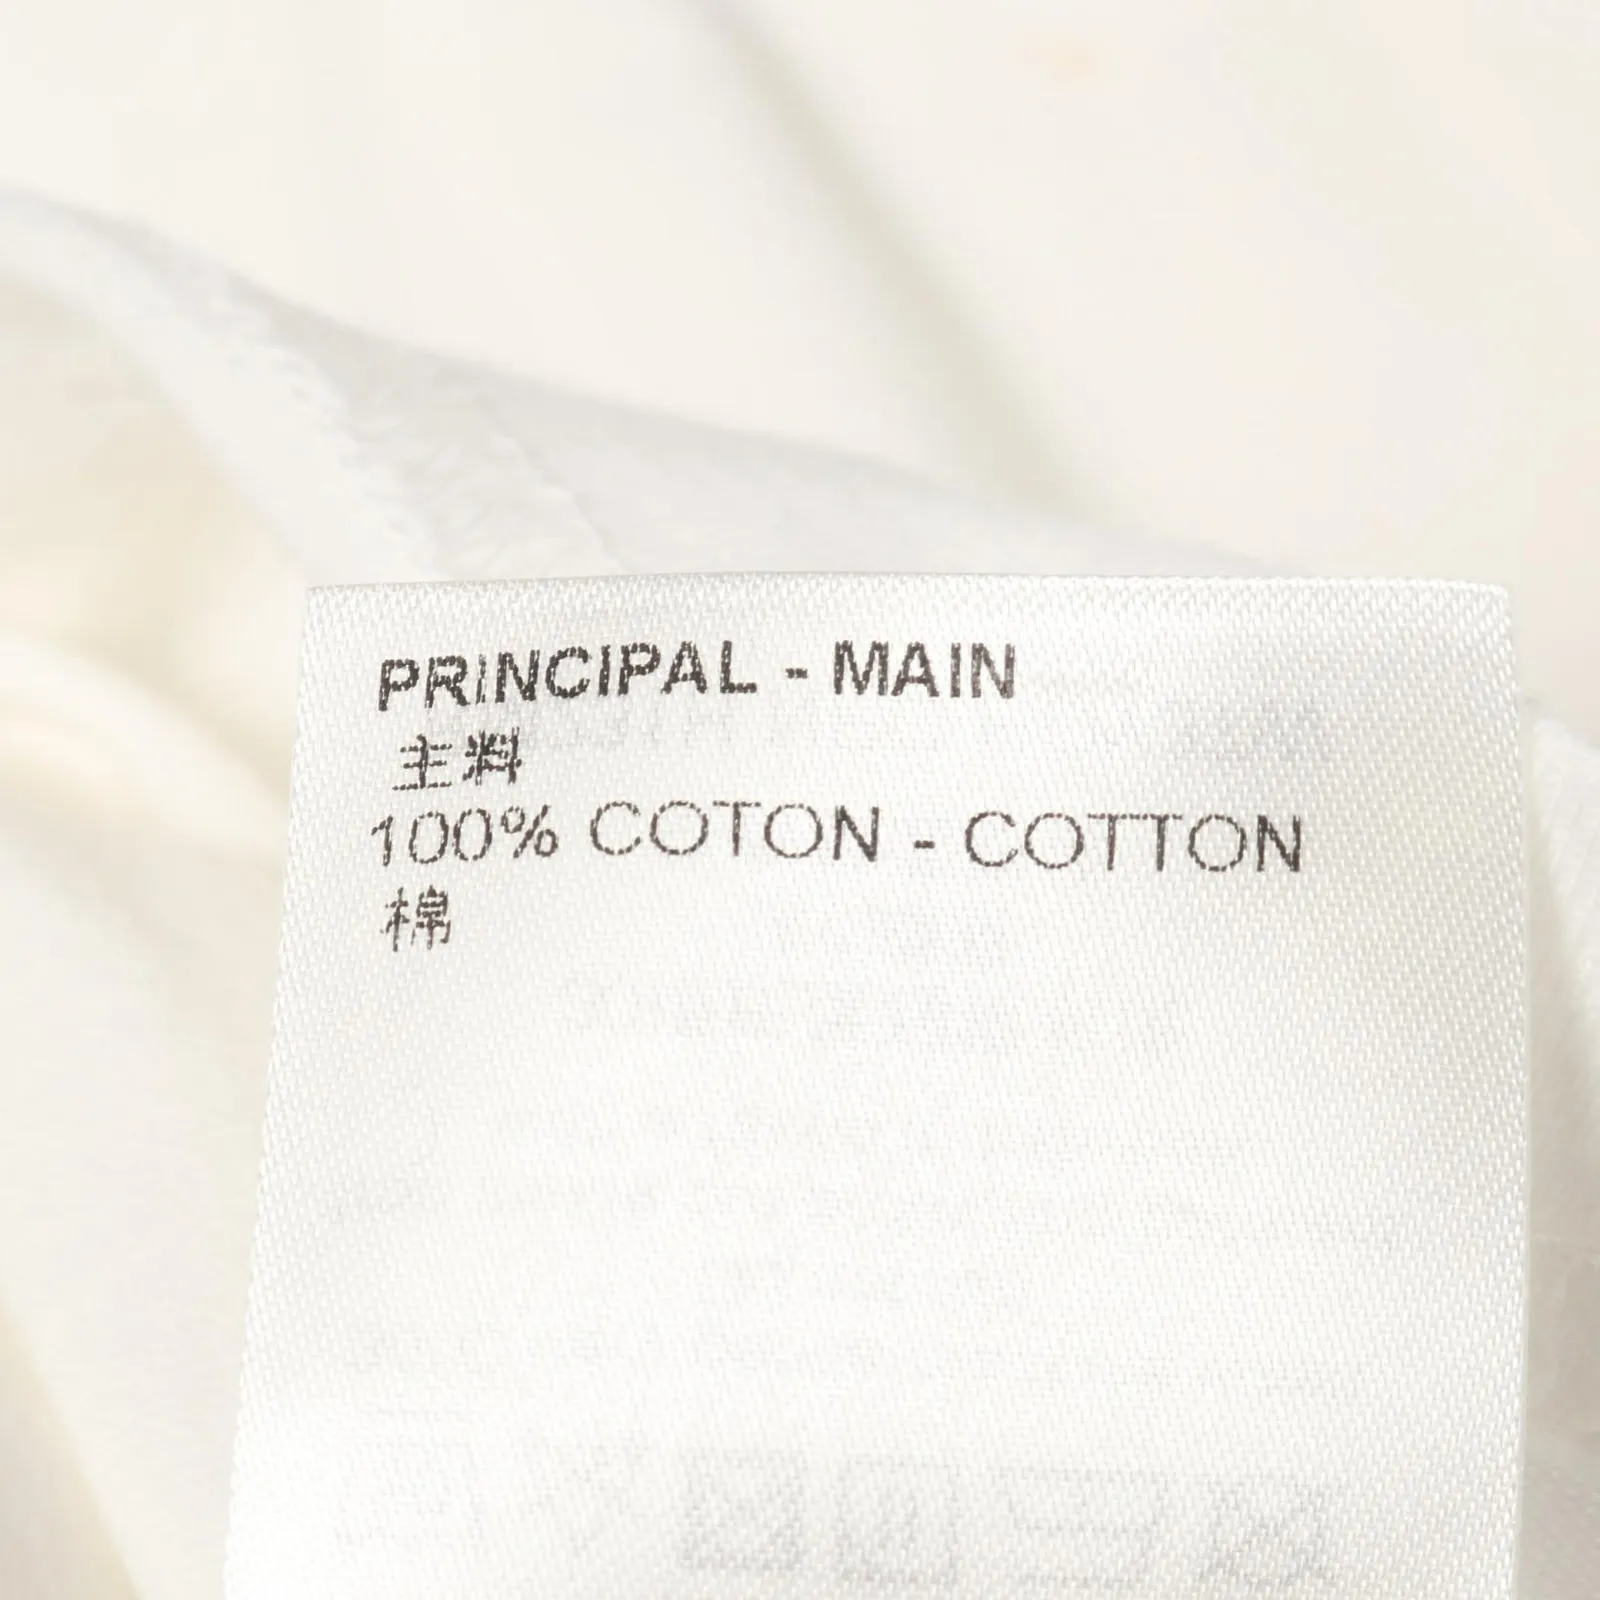 PRINCIPAL - MAIN
主料
100% COTON - COTTON
棉